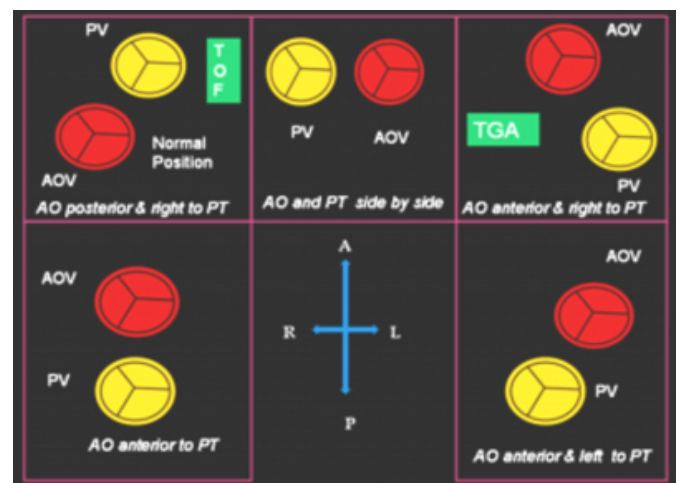 PV
T
O
F
Normal
Position
AOV
AO posterior & right to PT
PV
AOV
AO and PT side by side
AOV
TGA
PV
AO anterior & right to PT
AOV
PV
AO anterior to PT
A
R
L
P
AOV
PV
AO anterior & left to PT